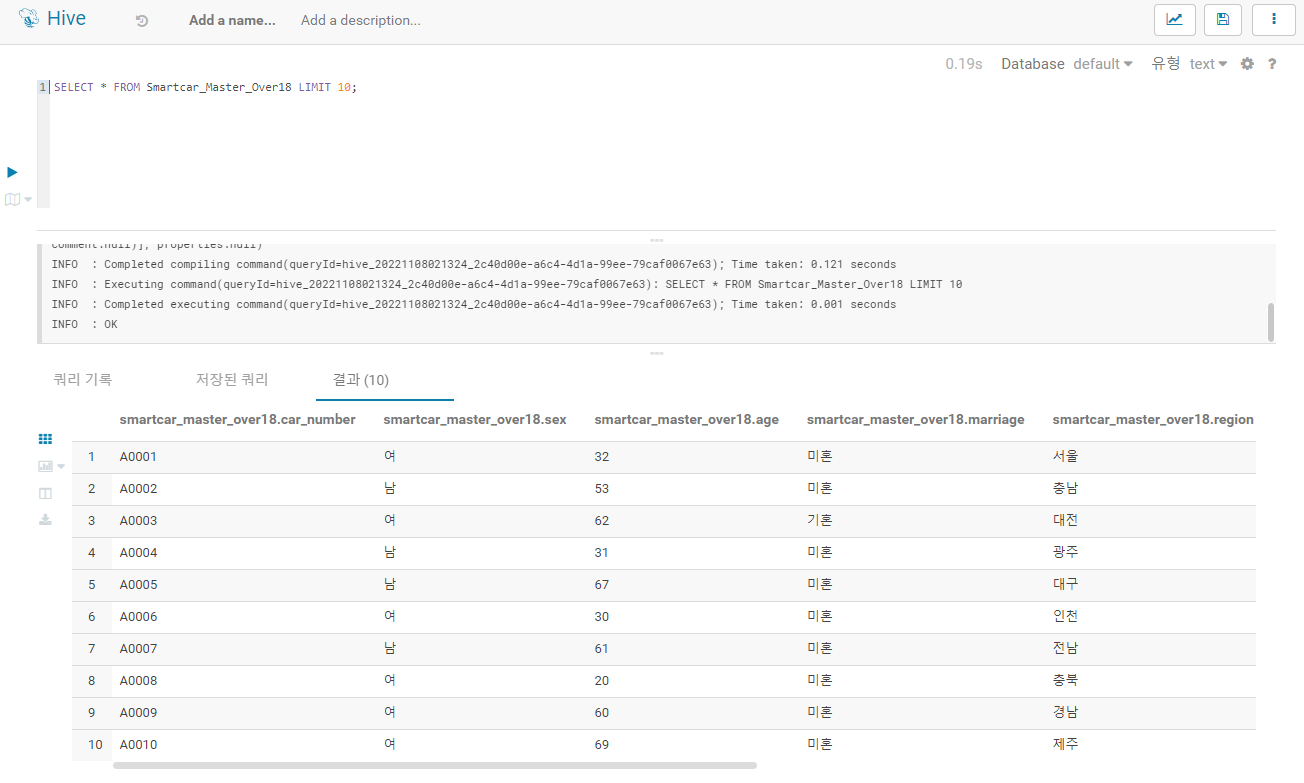 Hive Add a name... Add a description...
0.19s Database default 유형 text ?
1 SELECT * FROM Smartcar_Master_Over18 LIMIT 10;
comment:null)], properties:null)
INFO : Completed compiling command(queryId=hive_20221108021324_2c40d00e-a6c4-4d1a-99ee-79caf0067e63); Time taken: 0.121 seconds
INFO : Executing command(queryId=hive_20221108021324_2c40d00e-a6c4-4d1a-99ee-79caf0067e63): SELECT * FROM Smartcar_Master_Over18 LIMIT 10
INFO : Completed executing command(queryId=hive_20221108021324_2c40d00e-a6c4-4d1a-99ee-79caf0067e63); Time taken: 0.001 seconds
INFO : OK
쿼리 기록 저장된 쿼리 결과 (10)
smartcar_master_over18.car_number smartcar_master_over18.sex smartcar_master_over18.age smartcar_master_over18.marriage smartcar_master_over18.region
1 A0001 여 32 미혼 서울
2 A0002 남 53 미혼 충남
3 A0003 여 62 기혼 대전
4 A0004 남 31 미혼 광주
5 A0005 남 67 미혼 대구
6 A0006 여 30 미혼 인천
7 A0007 남 61 미혼 전남
8 A0008 여 20 미혼 충북
9 A0009 여 60 미혼 경남
10 A0010 여 69 미혼 제주